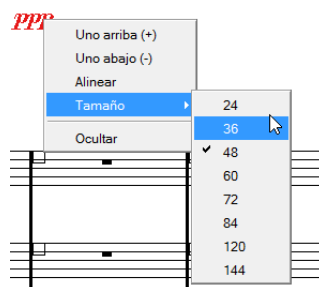 ppp
Uno arriba (+)
Uno abajo (-)
Alinear
Tamaño
Ocultar
24
36
48
60
72
84
120
144